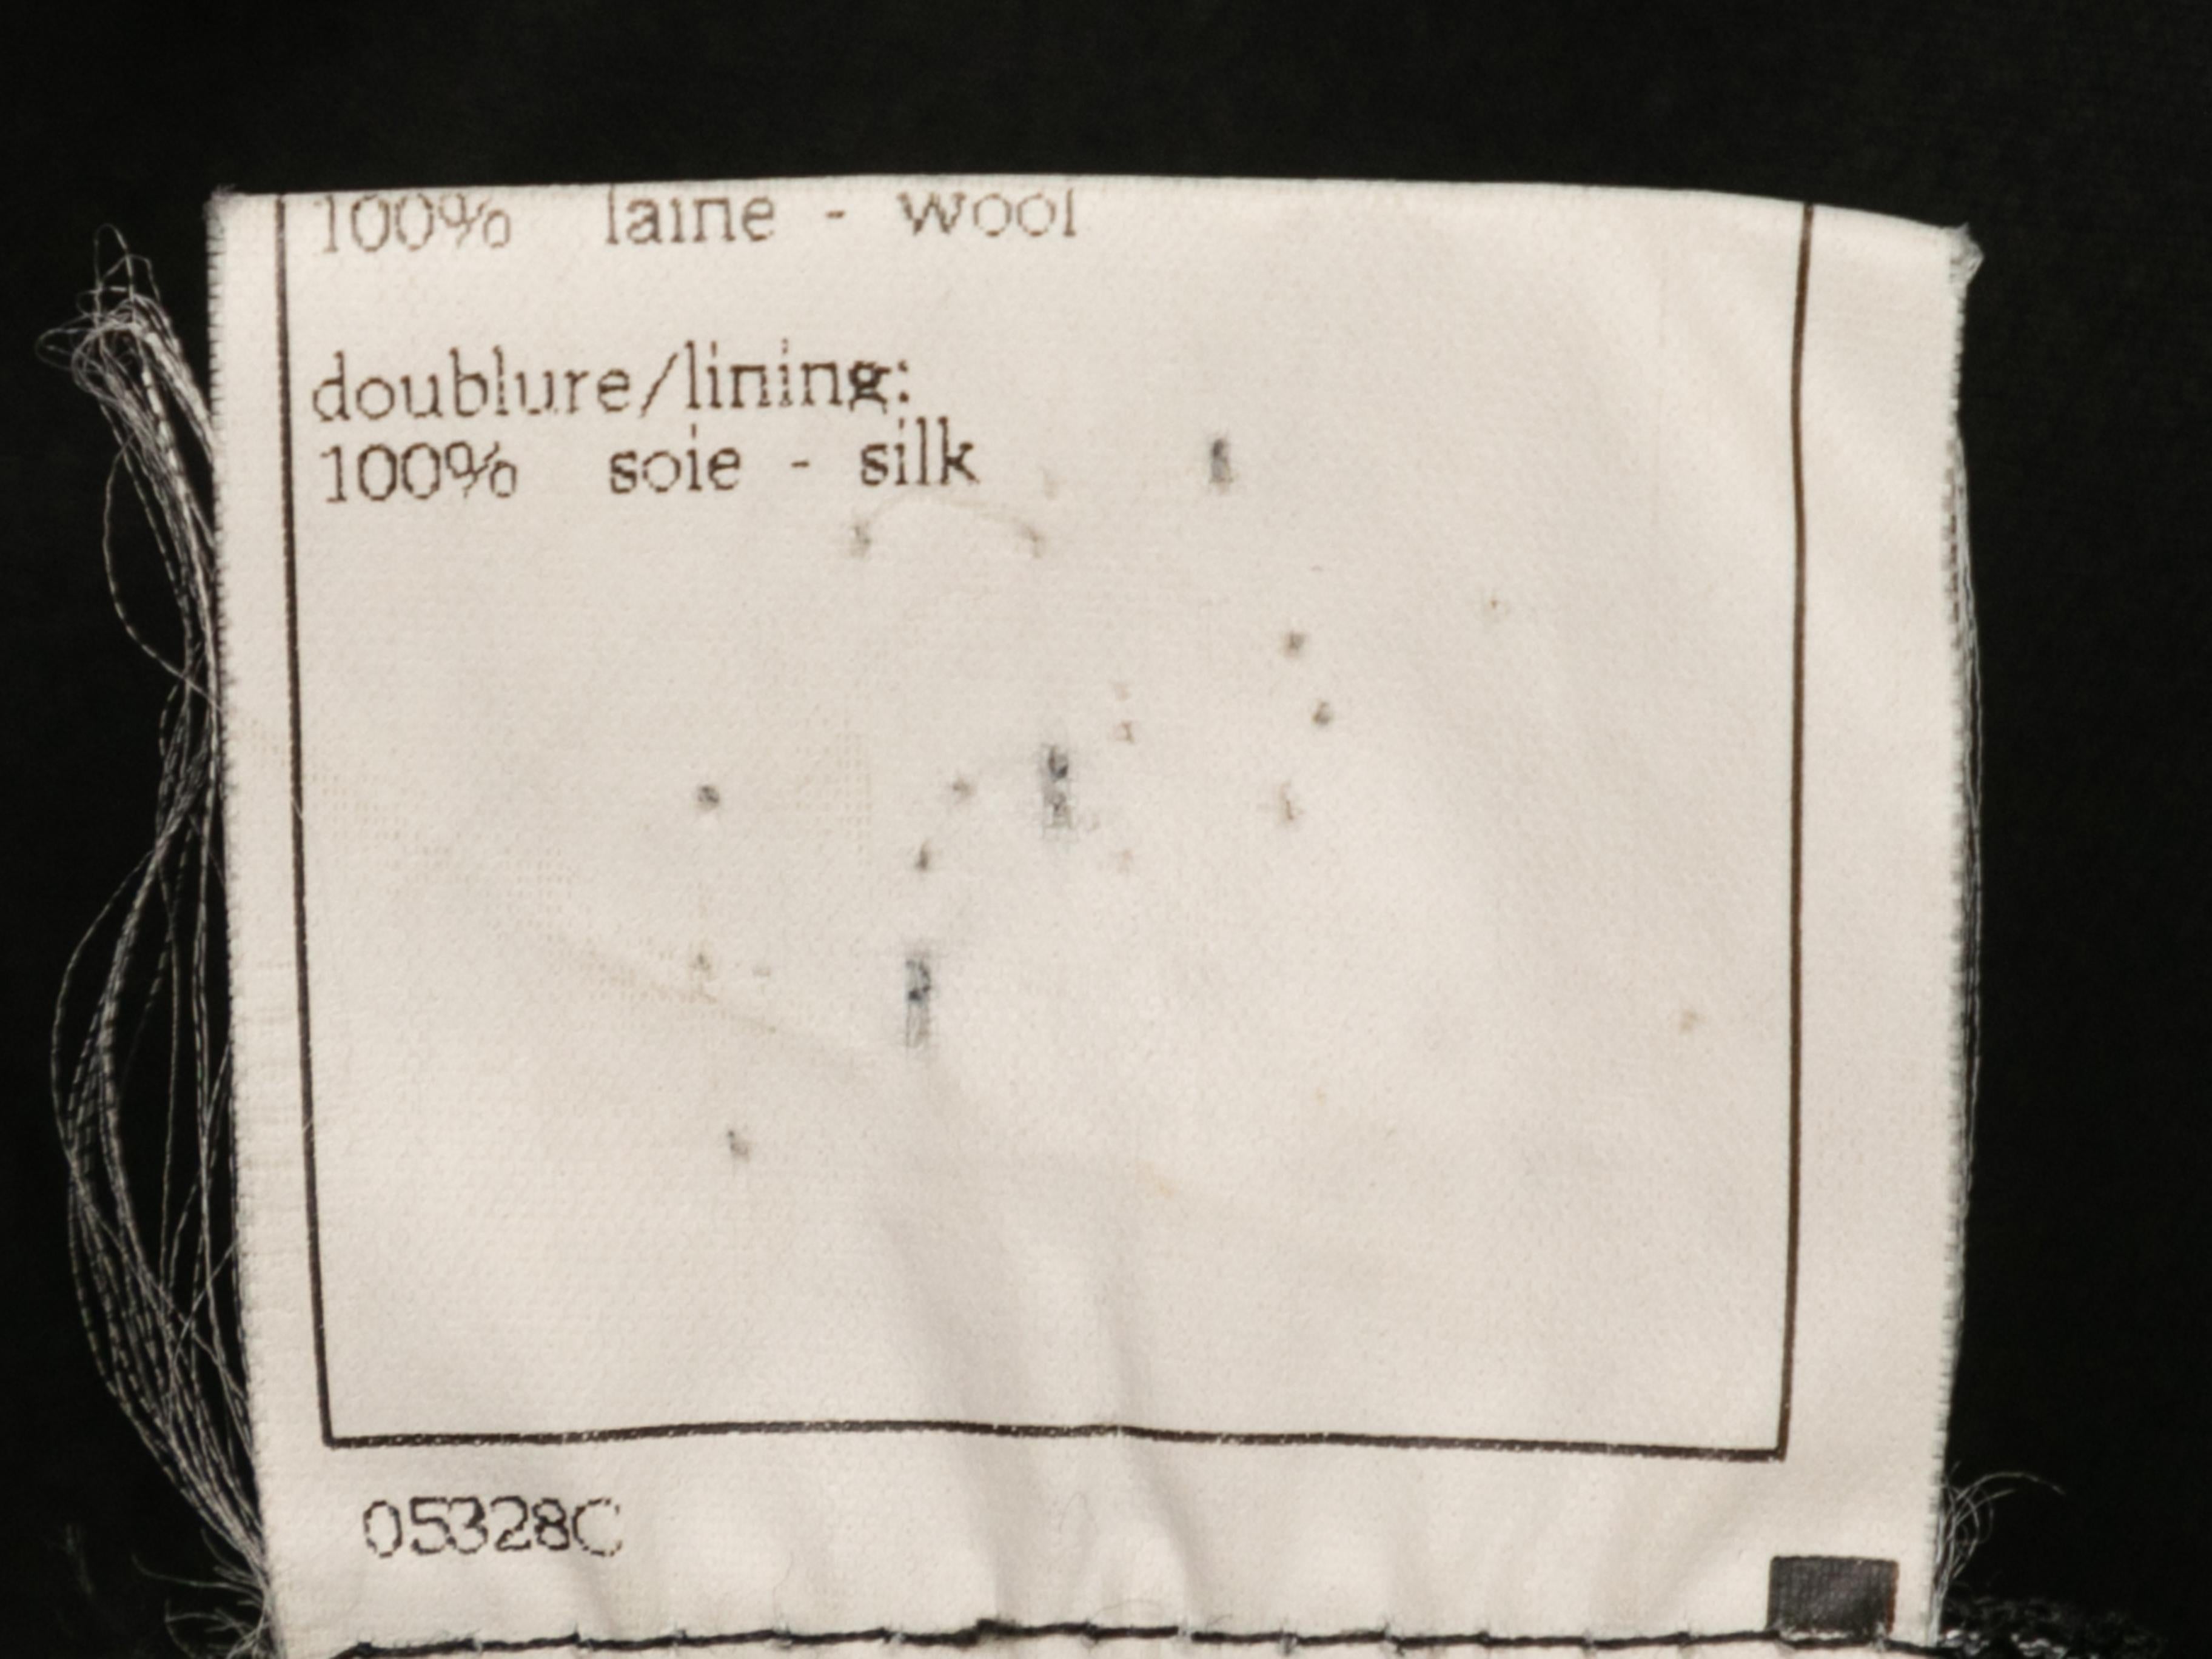 100% laine - wool
doublure/lining:
100% soie - silk
05328C